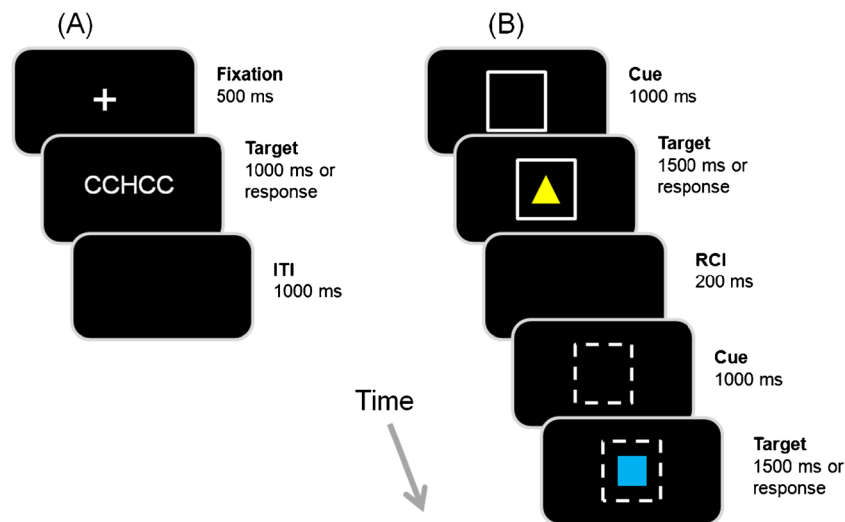 (A)
Fixation
500 ms
Target
1000 ms or
response
CCHCC
ITI
1000 ms
(B)
Cue
1000 ms
Target
1500 ms or
response
RCI
200 ms
Cue
1000 ms
Target
1500 ms or
response
Time